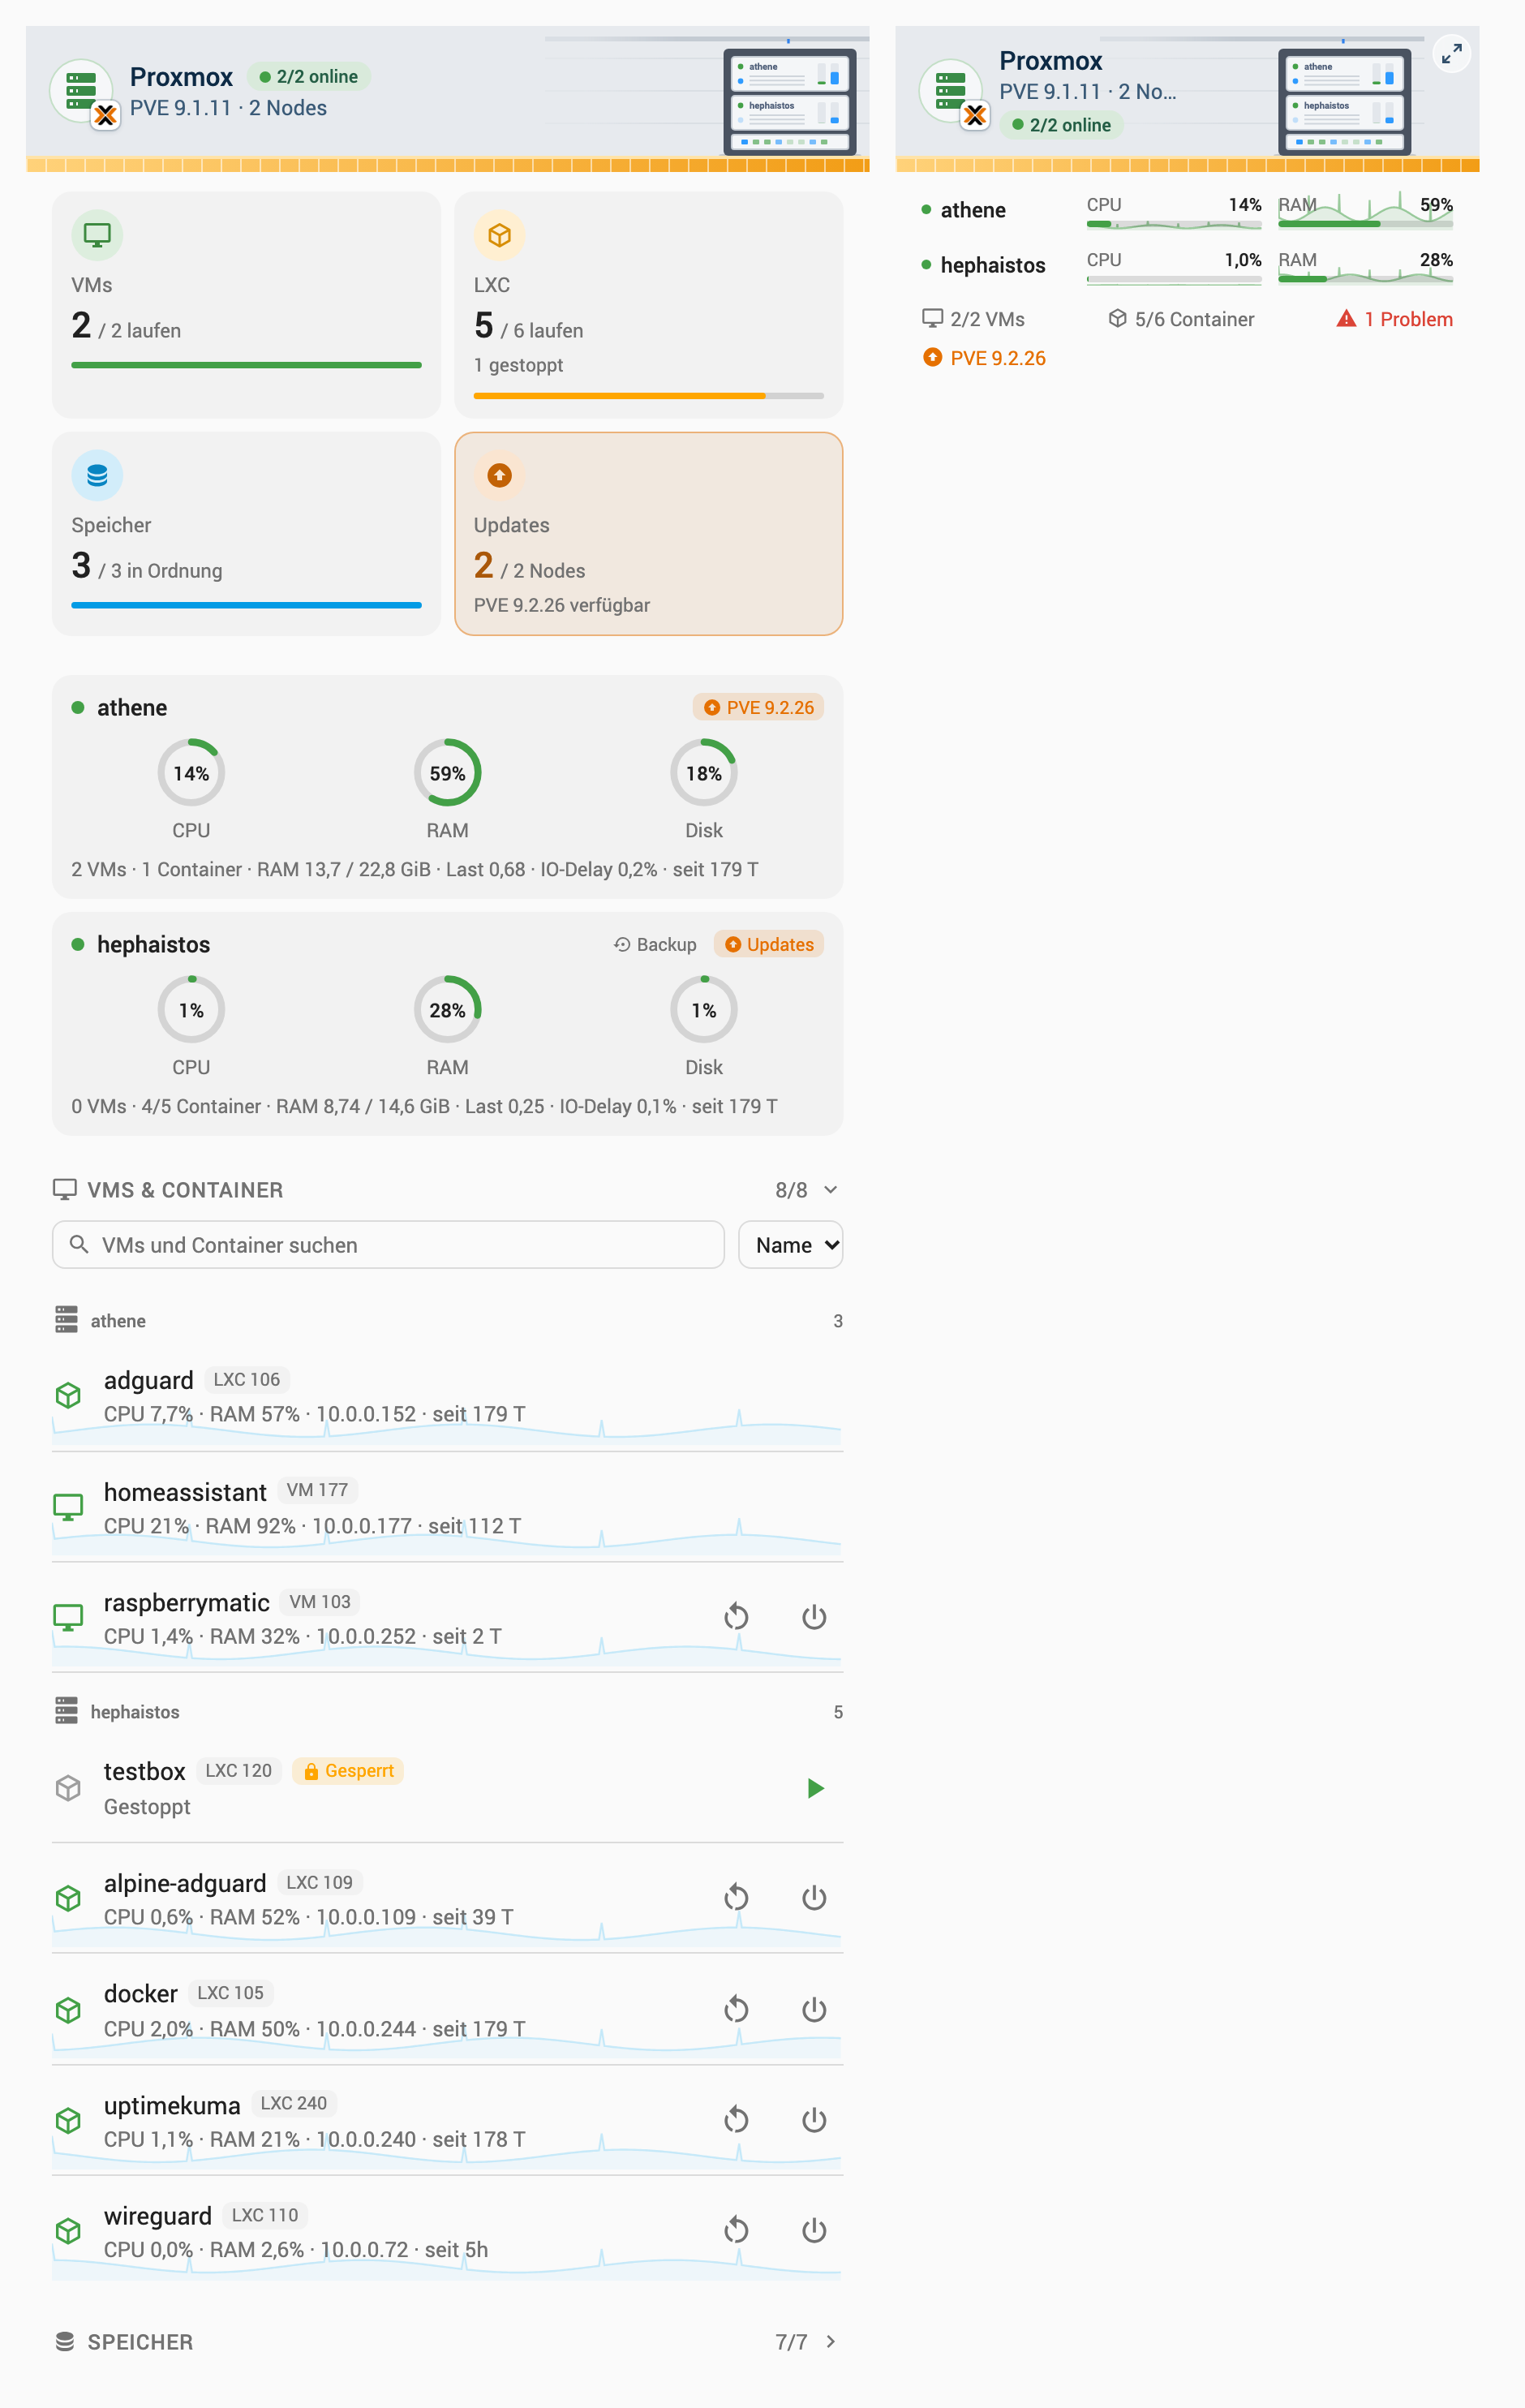 Proxmox
2/2 online
PVE 9.1.11 · 2 Nodes
athene
hephaistos
VMs
2 / 2 laufen
LXC
5 / 6 laufen
1 gestoppt
Speicher
3 / 3 in Ordnung
Updates
2 / 2 Nodes
PVE 9.2.26 verfügbar
athene
PVE 9.2.26
14%
59%
18%
CPU
RAM
Disk
2 VMs · 1 Container · RAM 13,7 / 22,8 GiB · Last 0,68 · IO-Delay 0,2% · seit 179 T
hephaistos
Backup
Updates
1%
28%
1%
CPU
RAM
Disk
0 VMs · 4/5 Container · RAM 8,74 / 14,6 GiB · Last 0,25 · IO-Delay 0,1% · seit 179 T
VMS & CONTAINER
8/8
VMs und Container suchen
Name
athene
3
adguard LXC 106
CPU 7,7% · RAM 57% · 10.0.0.152 · seit 179 T
homeassistant VM 177
CPU 21% · RAM 92% · 10.0.0.177 · seit 112 T
raspberrymatic VM 103
CPU 1,4% · RAM 32% · 10.0.0.252 · seit 2 T
hephaistos
5
testbox LXC 120 Gesperrt
Gestoppt
alpine-adguard LXC 109
CPU 0,6% · RAM 52% · 10.0.0.109 · seit 39 T
docker LXC 105
CPU 2,0% · RAM 50% · 10.0.0.244 · seit 179 T
uptimekuma LXC 240
CPU 1,1% · RAM 21% · 10.0.0.240 · seit 178 T
wireguard LXC 110
CPU 0,0% · RAM 2,6% · 10.0.0.72 · seit 5h
SPEICHER
7/7
Proxmox
PVE 9.1.11 · 2 No...
2/2 online
athene
hephaistos
athene
CPU 14%
RAM 59%
hephaistos
CPU 1,0%
RAM 28%
2/2 VMs
5/6 Container
1 Problem
PVE 9.2.26